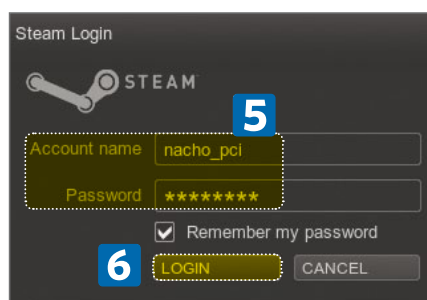 Steam Login
STEAM
5
Account name nacho_pci
Password ********
Remember my password
6 LOGIN CANCEL